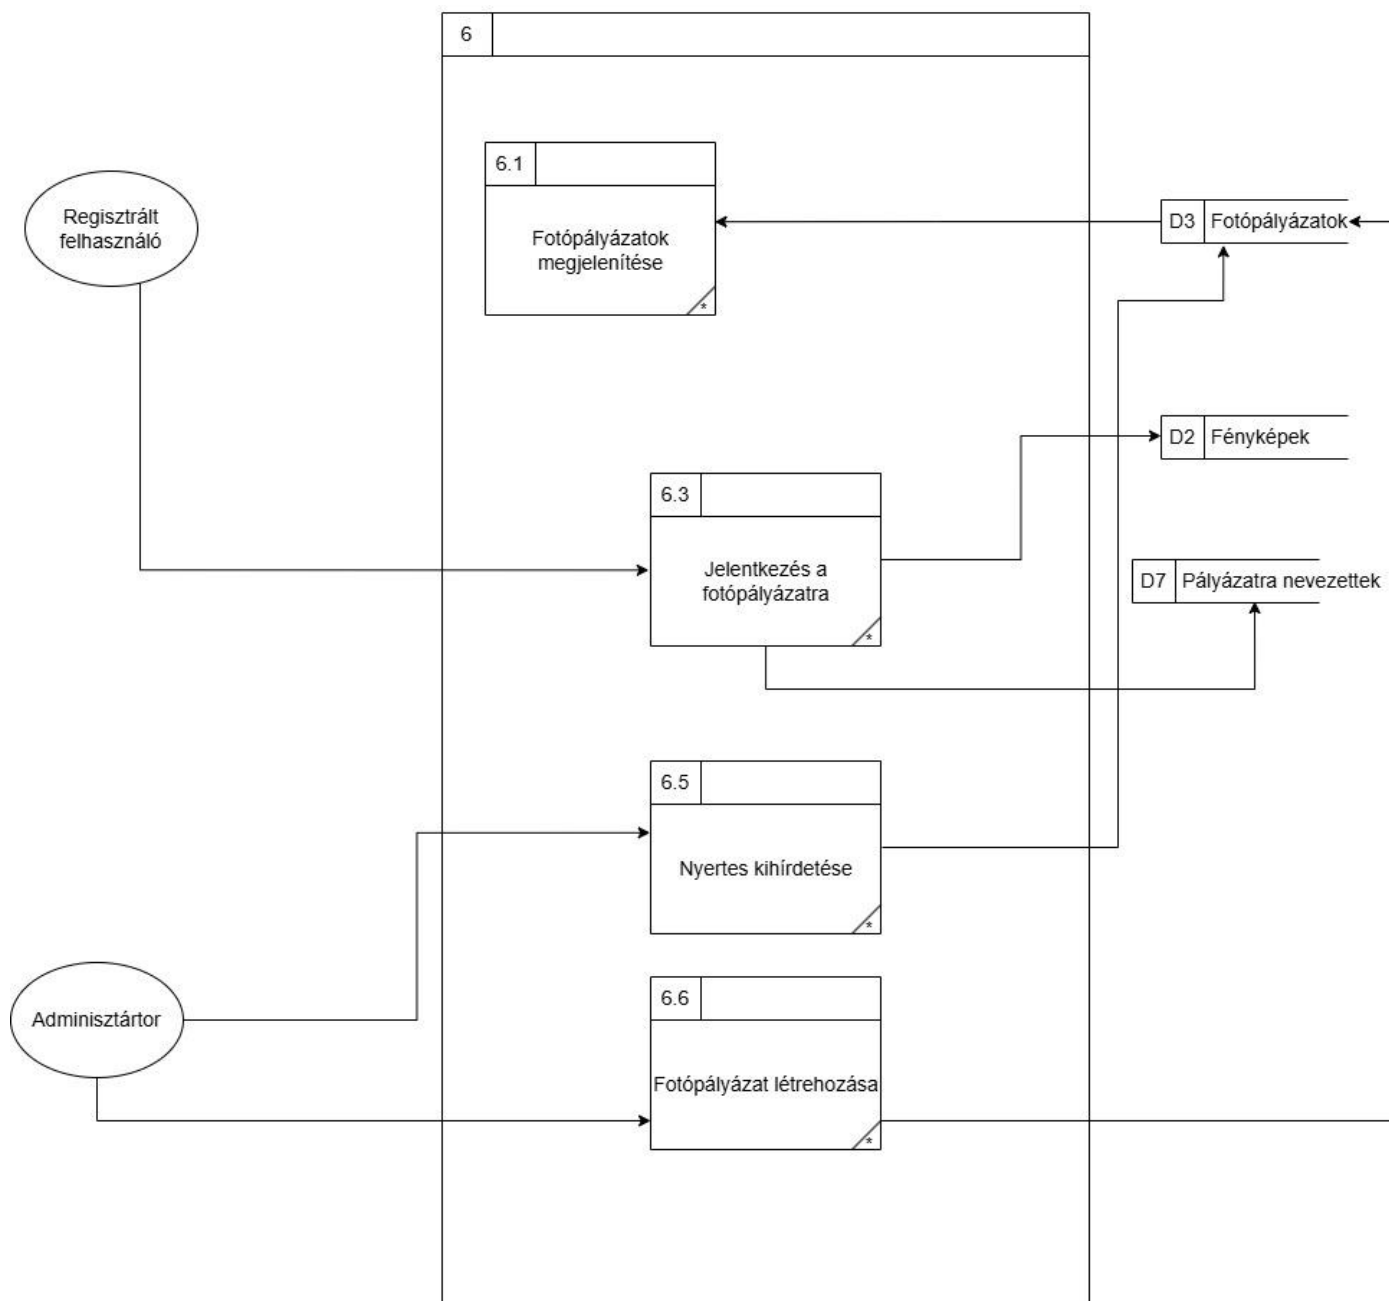 6
6.1
Fotópályázatok
megjelenítése
*
Regisztrált
felhasználó
D3 Fotópályázatok
D2 Fényképek
6.3
Jelentkezés a
fotópályázatra
*
D7 Pályázatra nevezettek
6.5
Nyertes kihírdetése
*
Adminisztártor
6.6
Fotópályázat létrehozása
*